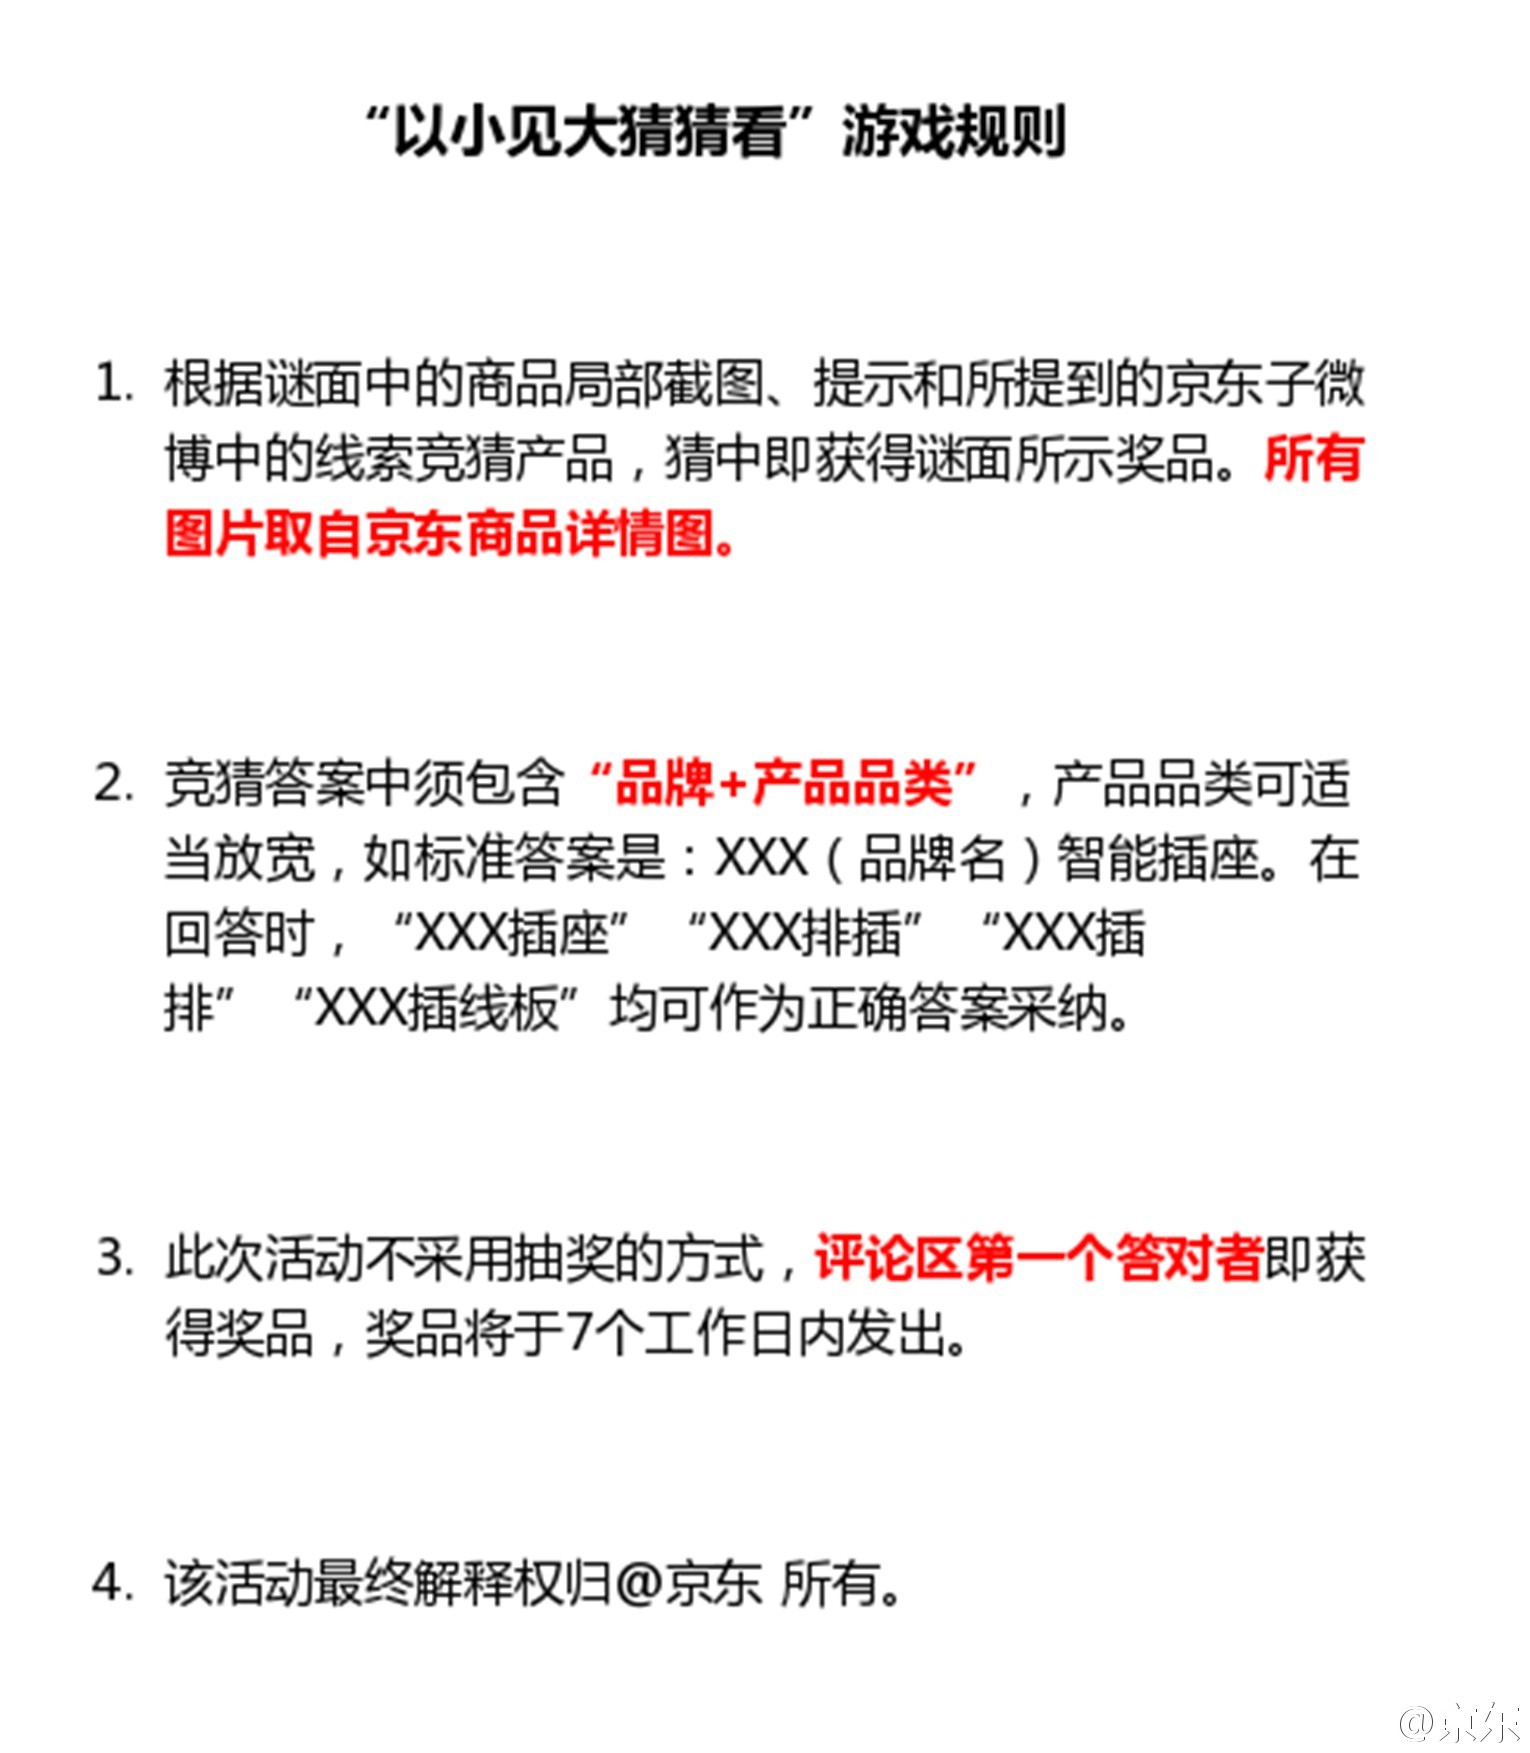 “以小见大猜猜看”游戏规则
1. 根据谜面中的商品局部截图、提示和所提到的京东子微
博中的线索竞猜产品，猜中即获得谜面所示奖品。所有
图片取自京东商品详情图。
2. 竞猜答案中须包含“品牌+产品品类”，产品品类可适
当放宽，如标准答案是：XXX（品牌名）智能插座。在
回答时，“XXX插座”“XXX排插”“XXX插
排”“XXX插线板”均可作为正确答案采纳。
3. 此次活动不采用抽奖的方式，评论区第一个答对者即获
得奖品，奖品将于7个工作日内发出。
4. 该活动最终解释权归@京东 所有。
@京东